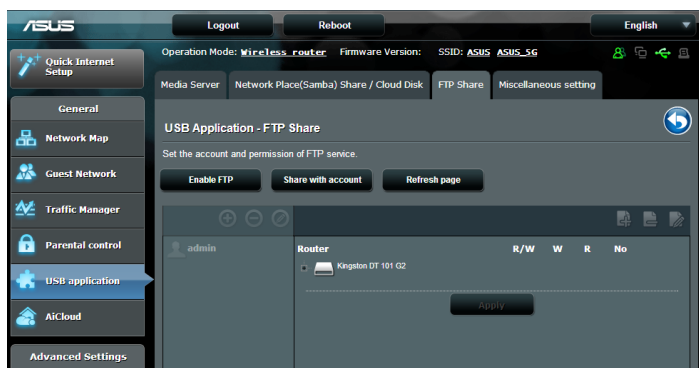 ASUS Logout Reboot English
Quick Internet Setup
Operation Mode: Wireless router Firmware Version: SSID: ASUS ASUS_5G
Media Server Network Place(Samba) Share / Cloud Disk FTP Share Miscellaneous setting
General
Network Map
Guest Network
Traffic Manager
Parental control
USB application
AiCloud
Advanced Settings
USB Application - FTP Share
Set the account and permission of FTP service.
Enable FTP Share with account Refresh page
admin
Router R/W W R No
Kingston DT 101 G2
Apply